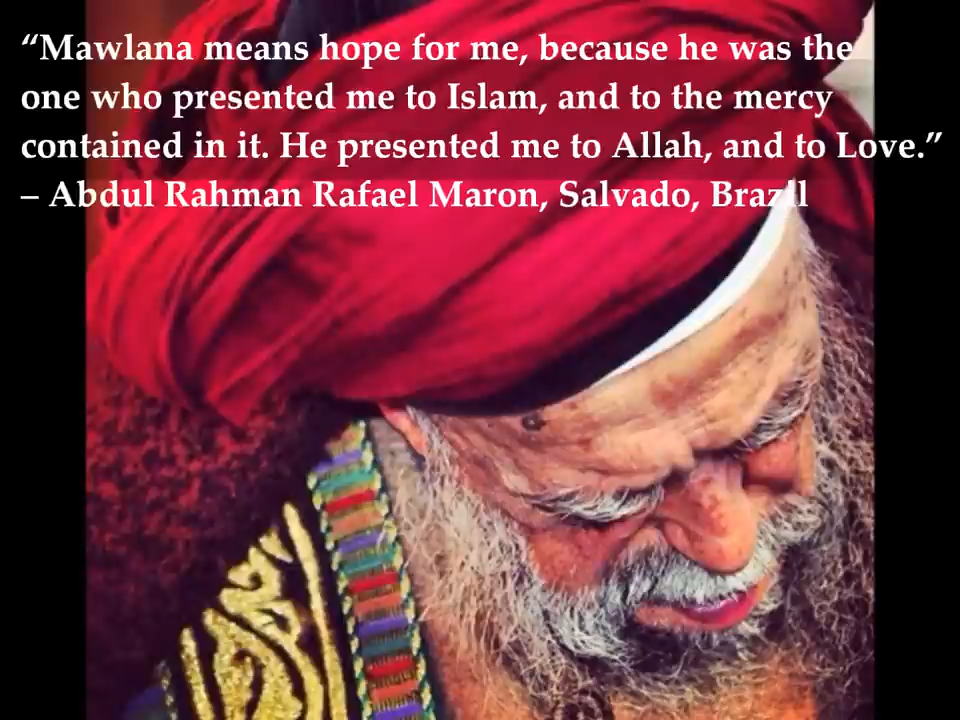 “Mawlana means hope for me, because he was the
one who presented me to Islam, and to the mercy
contained in it. He presented me to Allah, and to Love.”
– Abdul Rahman Rafael Maron, Salvado, Brazil